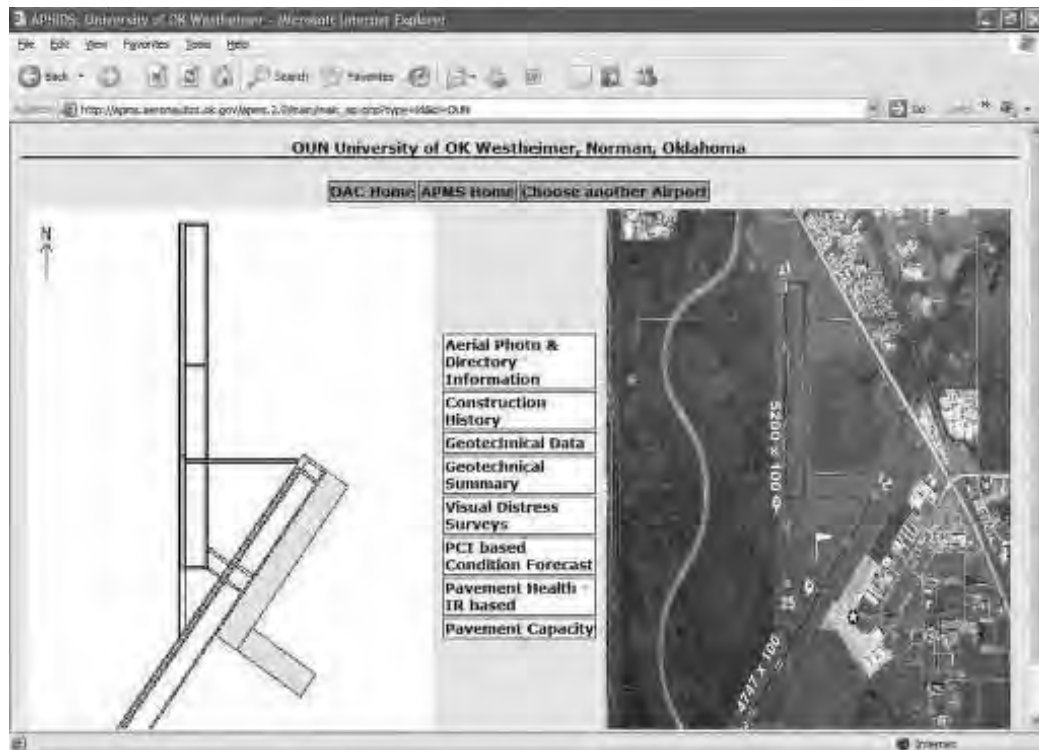 APMS: University of OK Westheimer - Microsoft Internet Explorer
File Edit View Favorites Tools Help
Back Search Favorites
Go
OUN University of OK Westheimer, Norman, Oklahoma
OAC Home APMS Home Choose another Airport
N
Aerial Photo &
Directory
Information
Construction
History
Geotechnical Data
Geotechnical
Summary
Visual Distress
Surveys
PCI based
Condition Forecast
Pavement Health -
IR based
Pavement Capacity
5200 X 100
4747 X 100
Internet